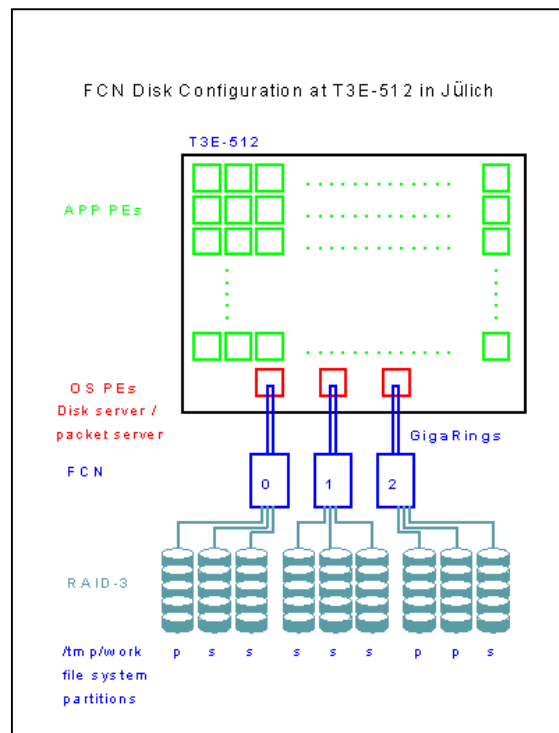 FCN Disk Configuration at T3E-512 in Jülich
T3E-512
APP PEs
OS PEs
Disk server /
packet server
GigaRings
FCN
0 1 2
RAID-3
/tmp/work p s s s s s p p s
file system
partitions